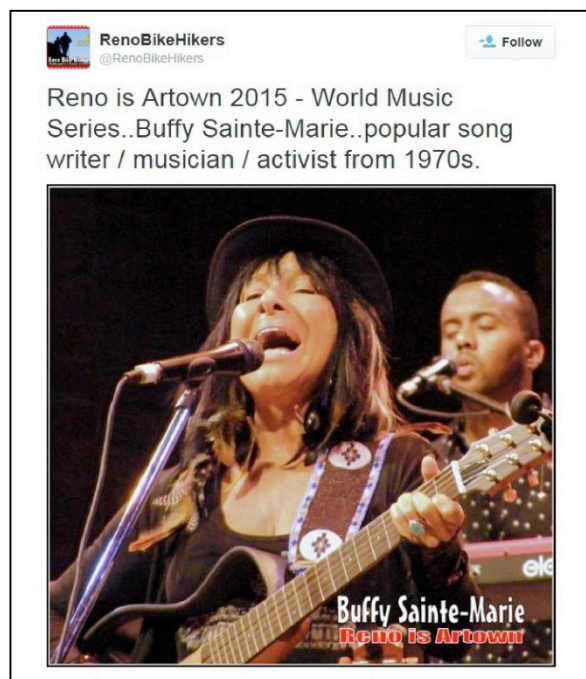 RenoBikeHikers
@RenoBikeHikers
Follow
Reno is Artown 2015 - World Music
Series..Buffy Sainte-Marie..popular song
writer / musician / activist from 1970s.
ele
Buffy Sainte-Marie
Reno is Artown